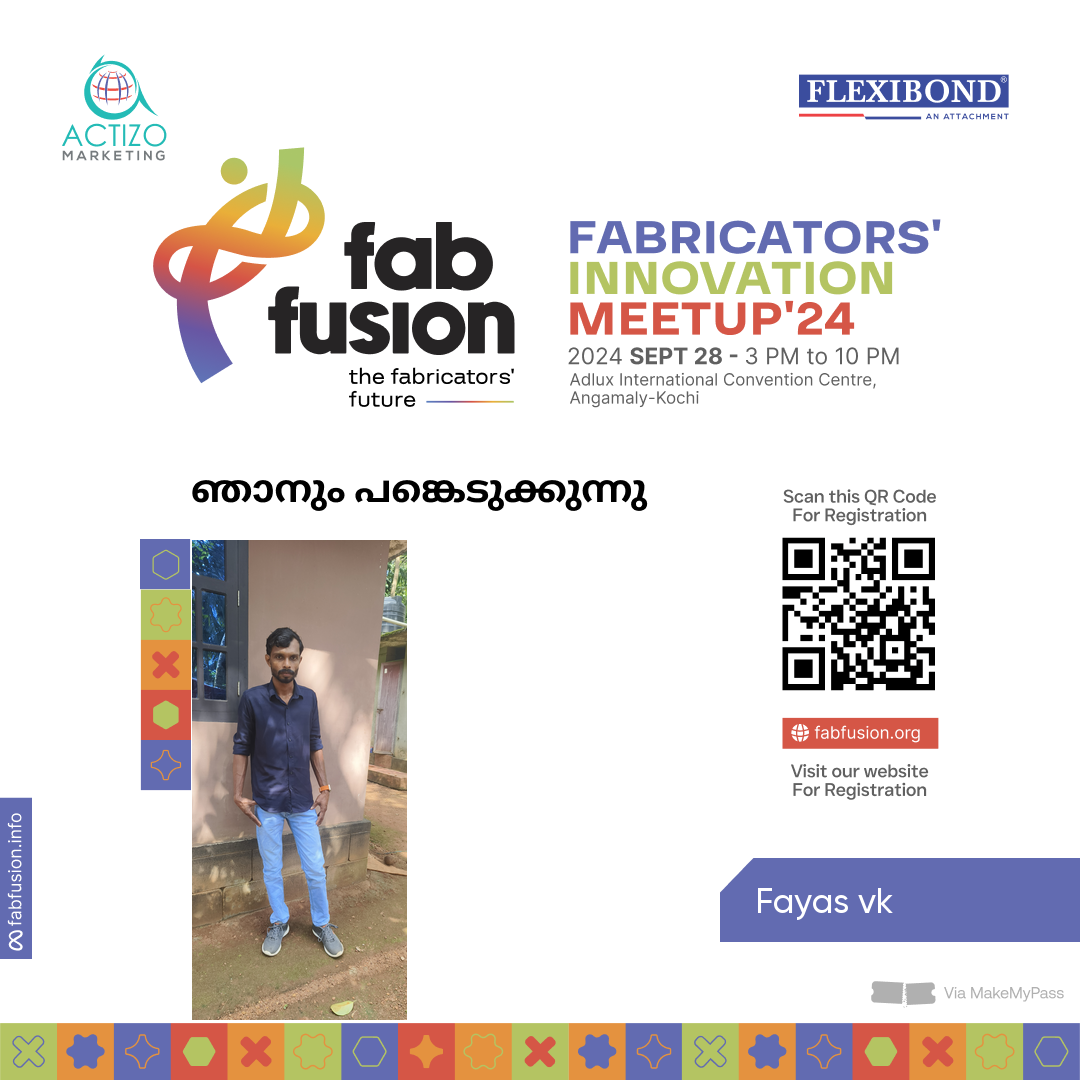 ACTIZO
MARKETING
FLEXIBOND®
AN ATTACHMENT
fab
fusion
the fabricators'
future
FABRICATORS'
INNOVATION
MEETUP'24
2024 SEPT 28 - 3 PM to 10 PM
Adlux International Convention Centre,
Angamaly-Kochi
ഞാനും പങ്കെടുക്കുന്നു
Scan this QR Code
For Registration
fabfusion.org
Visit our website
For Registration
fabfusion.info
Fayas vk
Via MakeMyPass